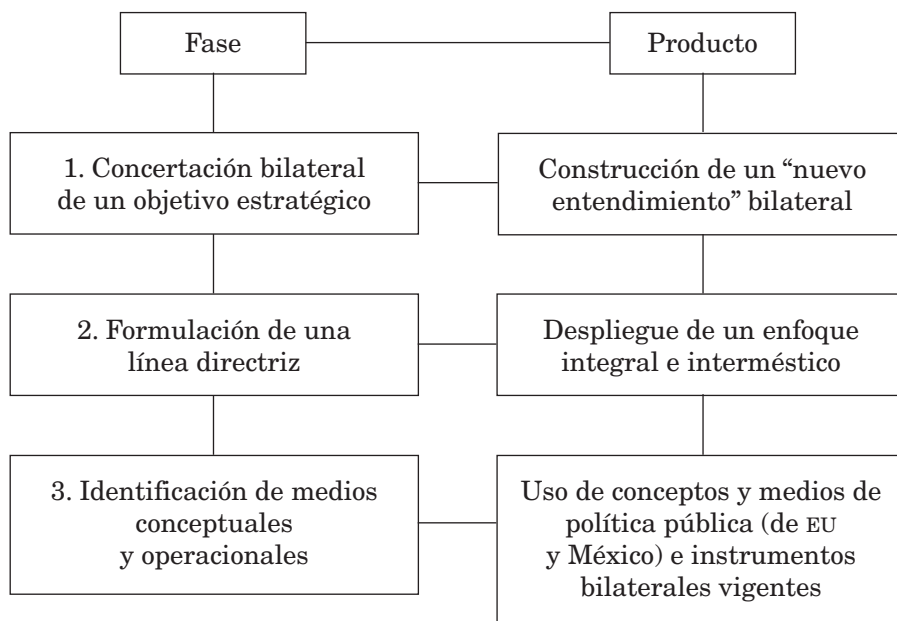 Fase
Producto
1. Concertación bilateral
de un objetivo estratégico
Construcción de un “nuevo
entendimiento” bilateral
2. Formulación de una
línea directriz
Despliegue de un enfoque
integral e interméstico
3. Identificación de medios
conceptuales
y operacionales
Uso de conceptos y medios de
política pública (de EU
y México) e instrumentos
bilaterales vigentes